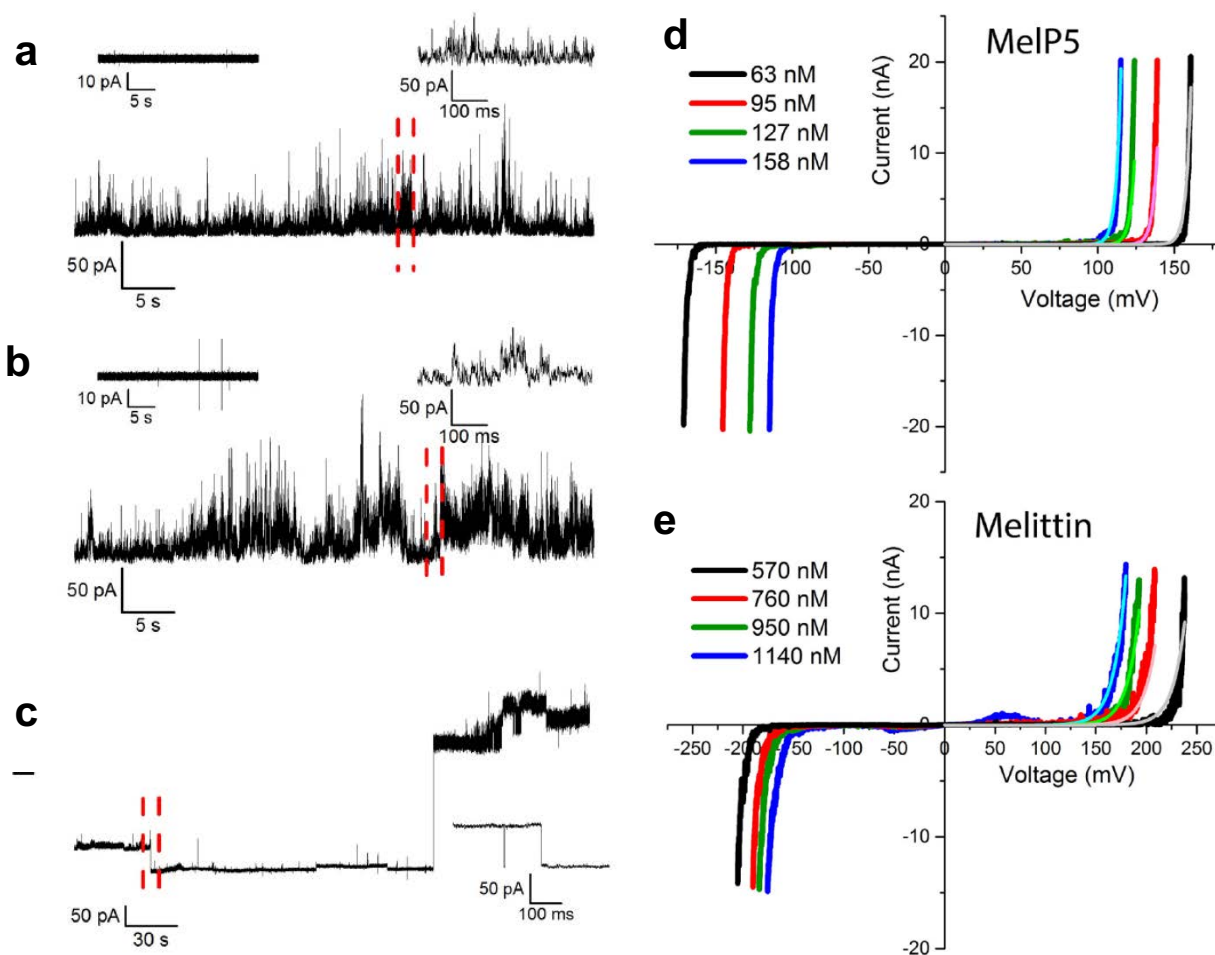 a
10 pA
5 s
50 pA
100 ms
50 pA
5 s
b
10 pA
5 s
50 pA
100 ms
50 pA
5 s
c
50 pA
30 s
50 pA
100 ms
d
MelP5
63 nM
95 nM
127 nM
158 nM
Current (nA)
20
10
0
-10
-20
-150
-100
-50
0
50
100
150
Voltage (mV)
e
Melittin
570 nM
760 nM
950 nM
1140 nM
Current (nA)
20
10
0
-10
-20
-250
-200
-150
-100
-50
0
50
100
150
200
250
Voltage (mV)